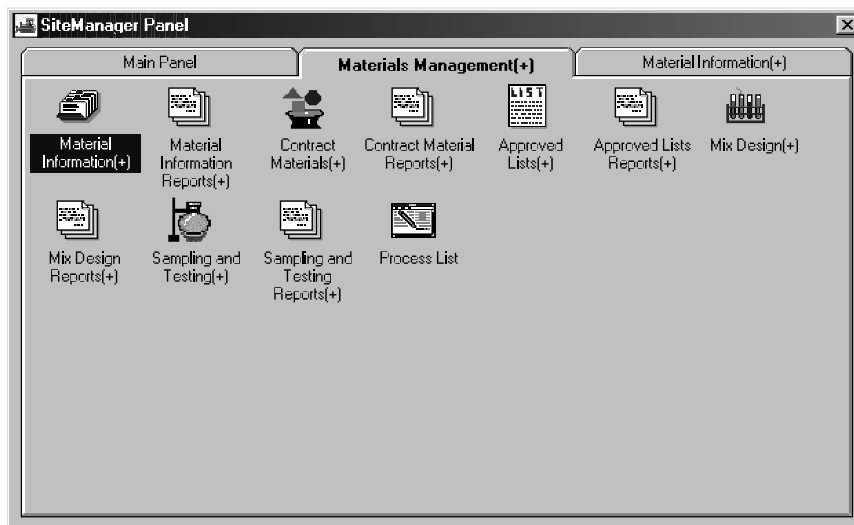 SiteManager Panel
Main Panel
Materials Management(+)
Material Information(+)
Material
Information(+)
Material
Information
Reports(+)
Contract
Materials(+)
Contract Material
Reports(+)
LIST
Approved
Lists(+)
Approved Lists
Reports(+)
Mix Design(+)
Mix Design
Reports(+)
Sampling and
Testing(+)
Sampling and
Testing
Reports(+)
Process List